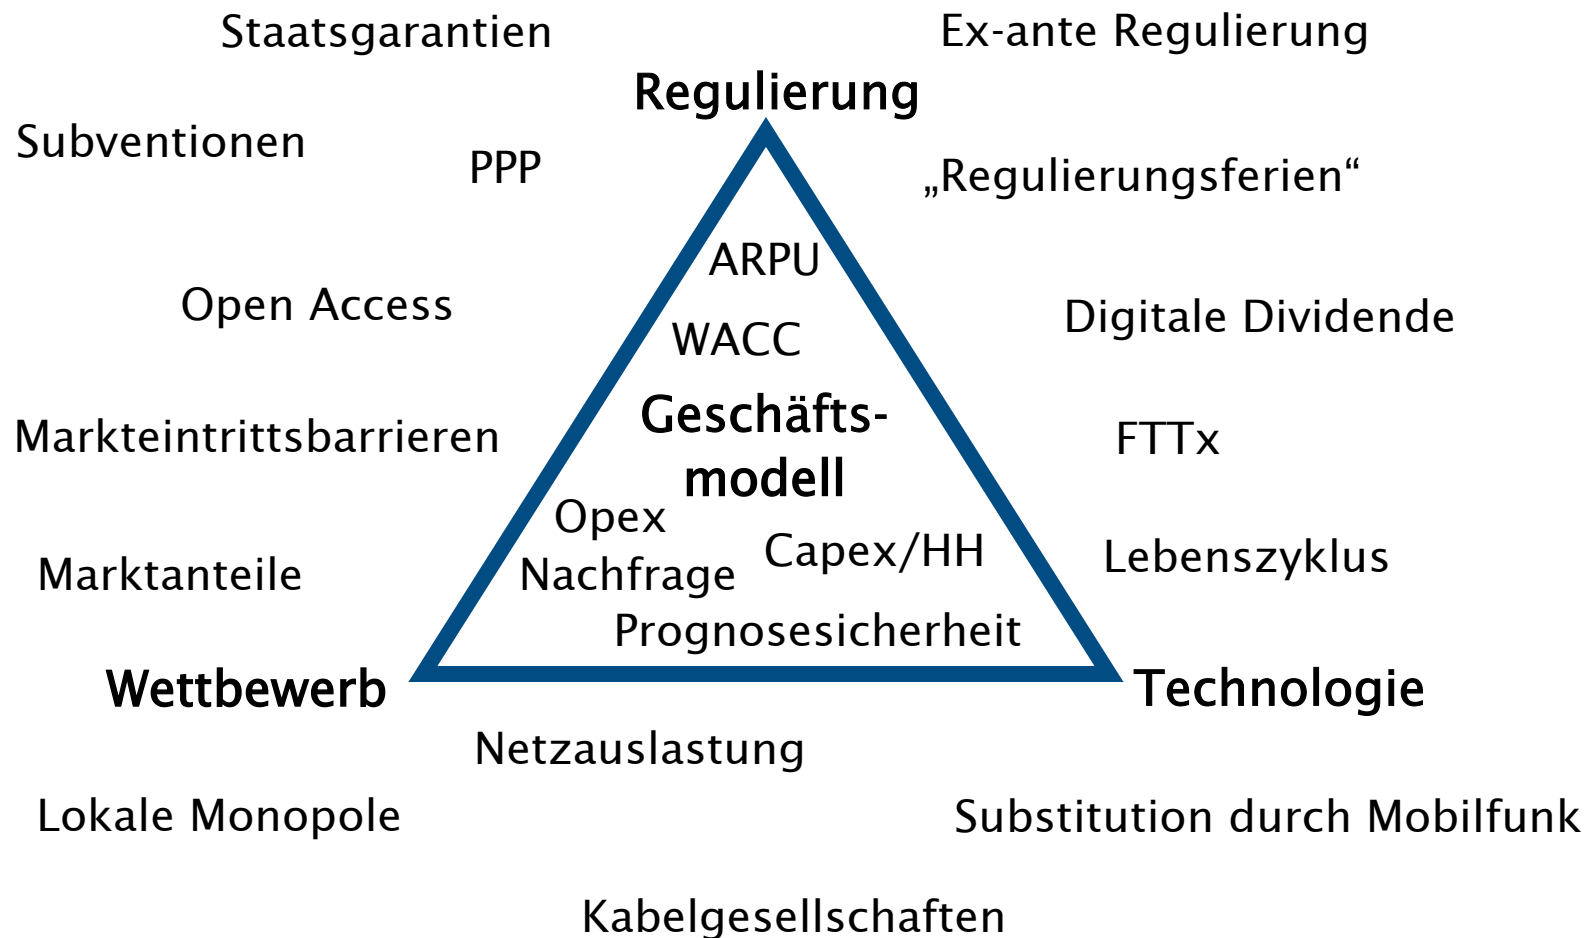 Staatsgarantien
Ex-ante Regulierung
Regulierung
Subventionen
PPP
„Regulierungsferien“
ARPU
Open Access
Digitale Dividende
WACC
Geschäfts-
modell
Markteintrittsbarrieren
FTTx
Opex
Capex/HH
Lebenszyklus
Marktanteile
Nachfrage
Prognosesicherheit
Wettbewerb
Technologie
Netzauslastung
Lokale Monopole
Substitution durch Mobilfunk
Kabelgesellschaften